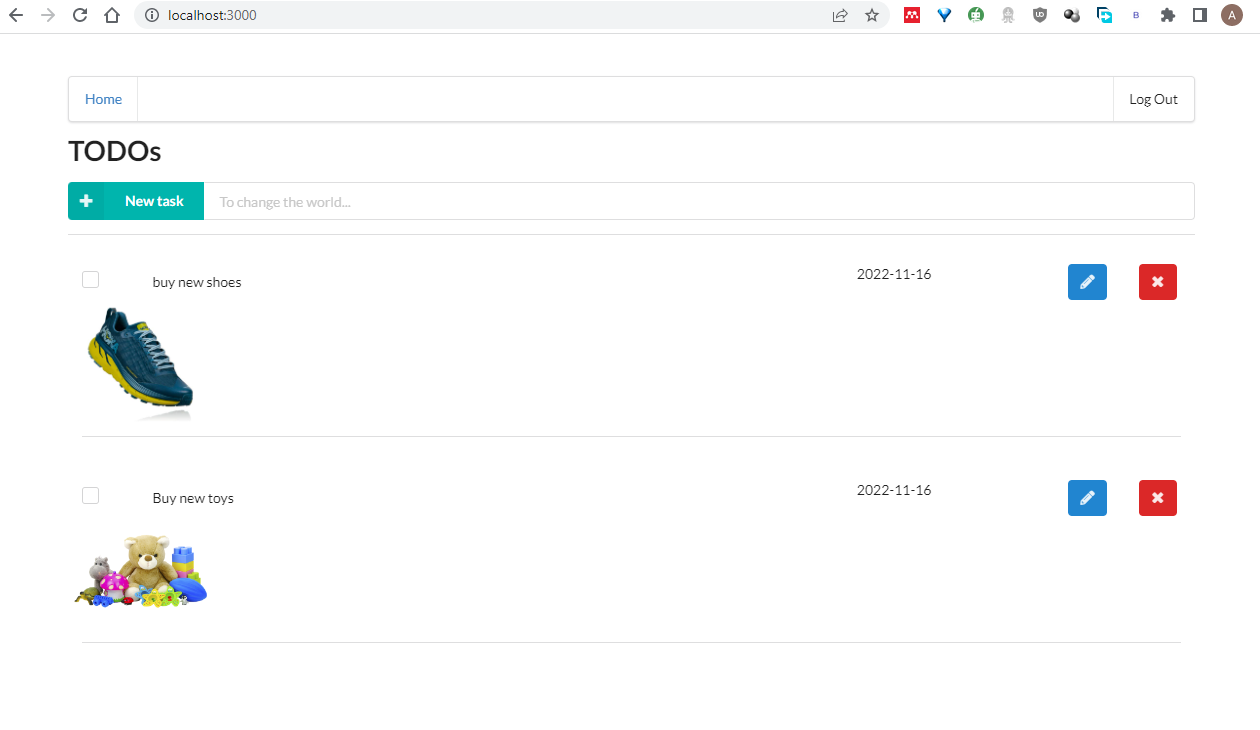 localhost:3000
Home
Log Out
TODOs
New task
To change the world...
buy new shoes
2022-11-16
Buy new toys
2022-11-16